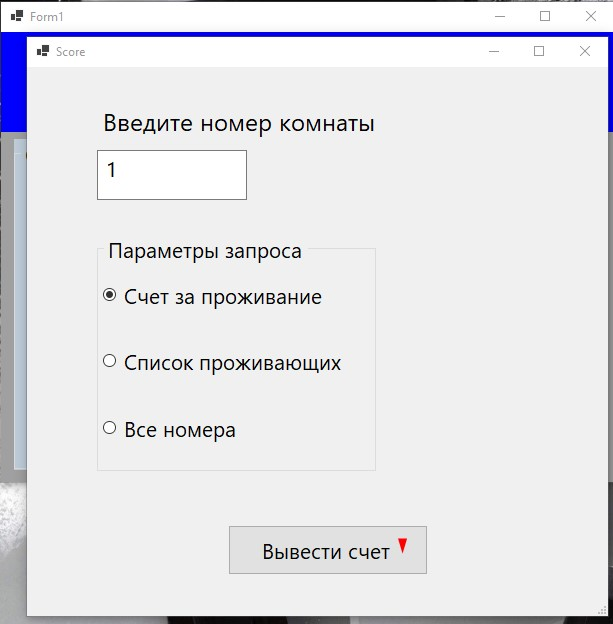 Form1
Score
Введите номер комнаты
1
Параметры запроса
Счет за проживание
Список проживающих
Все номера
Вывести счет